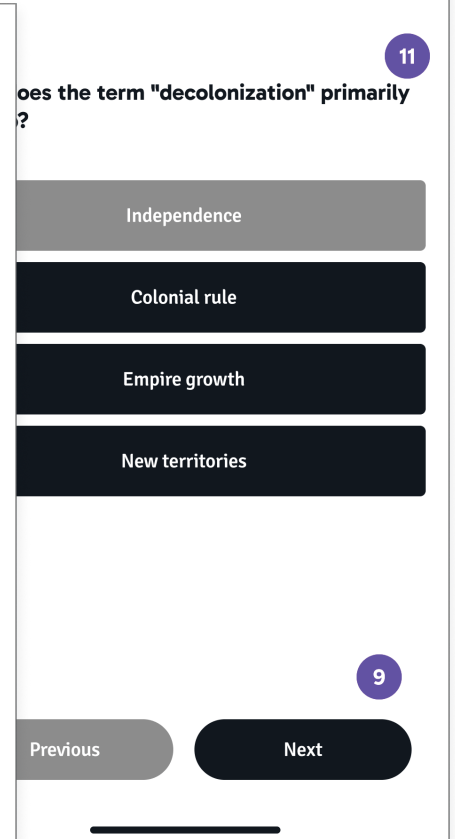 11
oes the term "decolonization" primarily
?
Independence
Colonial rule
Empire growth
New territories
9
Previous
Next